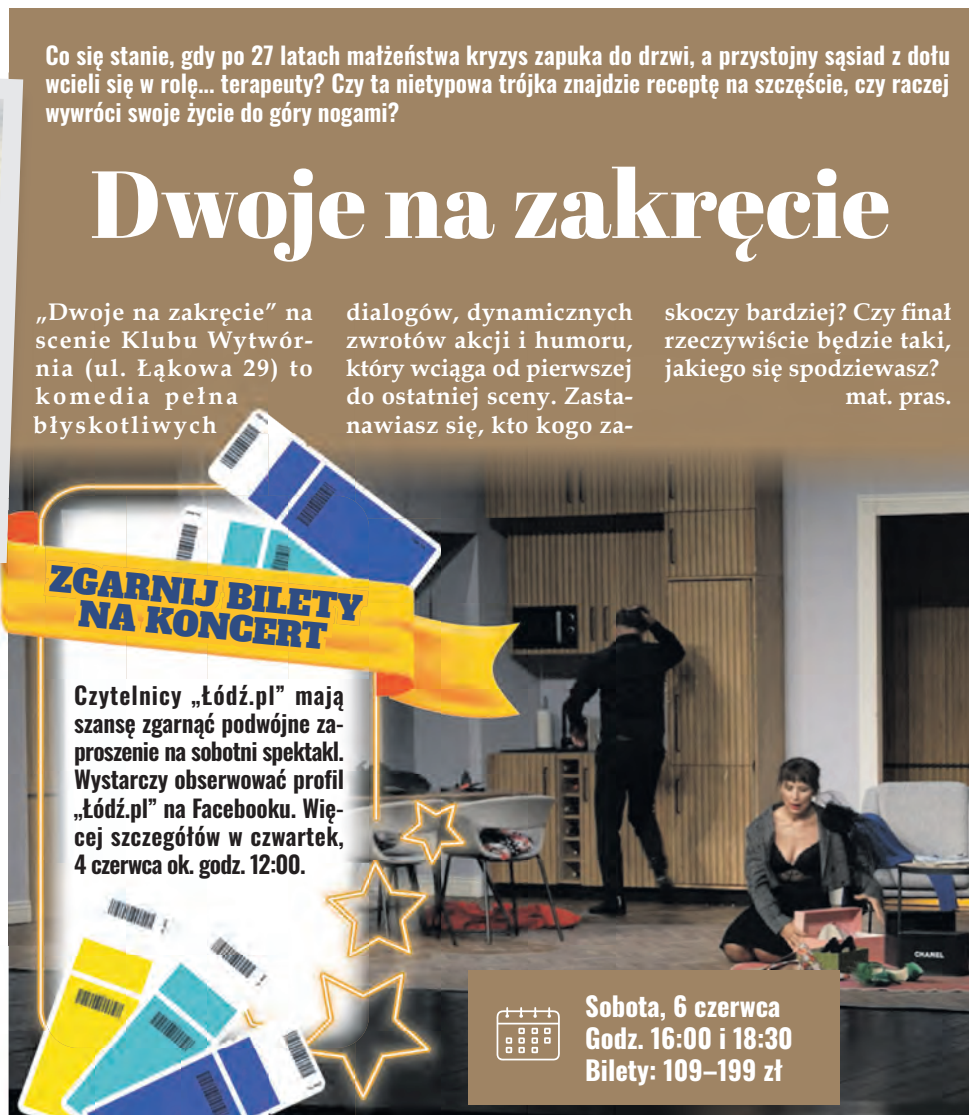 Co się stanie, gdy po 27 latach małżeństwa kryzys zapuka do drzwi, a przystojny sąsiad z dołu
wcieli się w rolę... terapeuty? Czy ta nietypowa trójka znajdzie receptę na szczęście, czy raczej
wywróci swoje życie do góry nogami?
Dwoje na zakręcie
„Dwoje na zakręcie” na
scenie Klubu Wytwór-
nia (ul. Łąkowa 29) to
komedia pełna
błyskotliwych
dialogów, dynamicznych
zwrotów akcji i humoru,
który wciąga od pierwszej
do ostatniej sceny. Zasta-
nawiasz się, kto kogo za-
skoczy bardziej? Czy finał
rzeczywiście będzie taki,
jakiego się spodziewasz?
mat. pras.
ZGARNIJ BILETY
NA KONCERT
Czytelnicy „Łódź.pl” mają
szansę zgarnąć podwójne za-
proszenie na sobotni spektakl.
Wystarczy obserwować profil
„Łódź.pl” na Facebooku. Wię-
cej szczegółów w czwartek,
4 czerwca ok. godz. 12:00.
CHANEL
Sobota, 6 czerwca
Godz. 16:00 i 18:30
Bilety: 109–199 zł